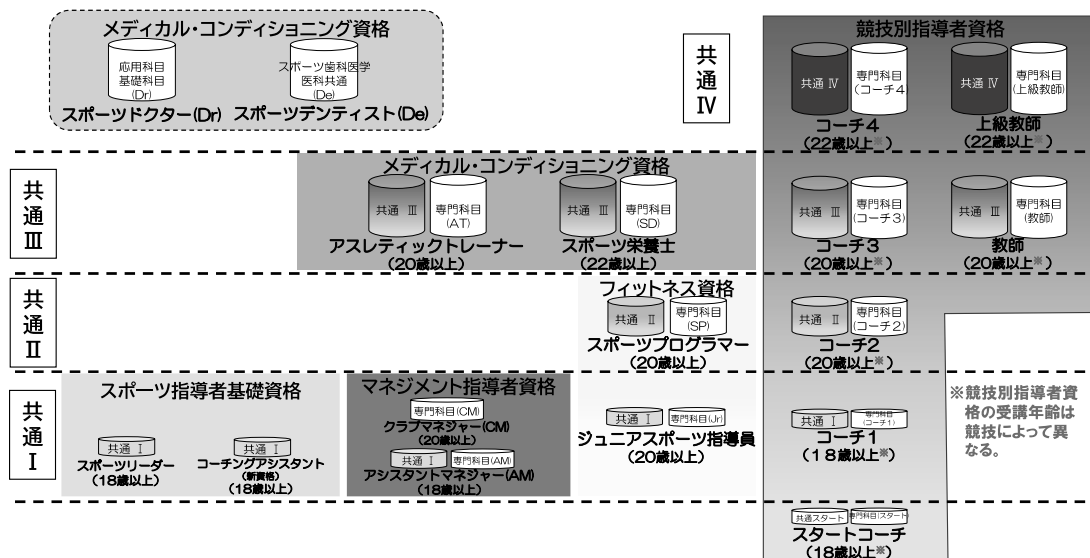 メディカル・コンディショニング資格
応用科目
基礎科目
(Dr)
スポーツドクター(Dr)
スポーツ歯科医学
医科共通
(De)
スポーツデンティスト(De)
共通Ⅳ
競技別指導者資格
共通 Ⅳ
専門科目
(コーチ4
コーチ4
(22歳以上※)
共通 Ⅳ
専門科目
(上級教師)
上級教師
(22歳以上※)
共通Ⅲ
メディカル・コンディショニング資格
共通 Ⅲ
専門科目
(AT)
アスレティックトレーナー
(20歳以上)
共通 Ⅲ
専門科目
(SD)
スポーツ栄養士
(22歳以上)
共通 Ⅲ
専門科目
(コーチ3)
コーチ3
(20歳以上※)
共通 Ⅲ
専門科目
(教師)
教師
(20歳以上※)
共通Ⅱ
フィットネス資格
共通 Ⅱ
専門科目
(SP)
スポーツプログラマー
(20歳以上)
共通 Ⅱ
専門科目
(コーチ2)
コーチ2
(20歳以上※)
共通Ⅰ
スポーツ指導者基礎資格
共通 Ⅰ
スポーツリーダー
(18歳以上)
共通 Ⅰ
コーチングアシスタント
(新資格)
(18歳以上)
マネジメント指導者資格
専門科目(CM)
クラブマネジャー(CM)
(20歳以上)
共通 Ⅰ
専門科目(AM)
アシスタントマネジャー(AM)
(18歳以上)
共通 Ⅰ
専門科目(Jr)
ジュニアスポーツ指導員
(20歳以上)
共通 Ⅰ
専門科目
(コーチ1)
コーチ1
(18歳以上※)
※競技別指導者資
格の受講年齢は
競技によって異
なる。
共通スタート
専門科目(スタート)
スタートコーチ
(18歳以上※)